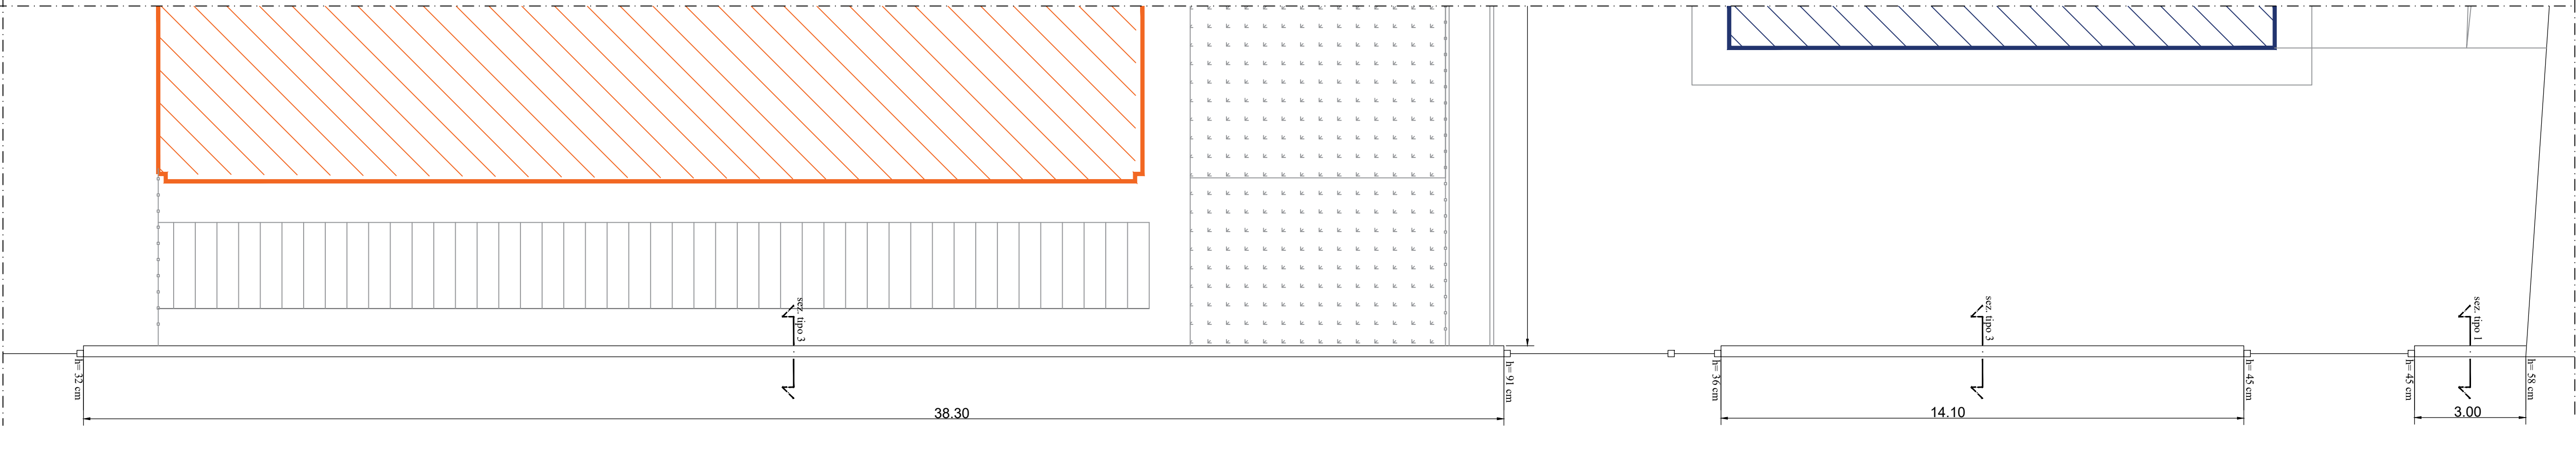 sez. tipo 3
sez. tipo 3
sez. tipo 1
h= 32 cm
h= 91 cm
h= 36 cm
h= 45 cm
h= 45 cm
h= 58 cm
38.30
14.10
3.00